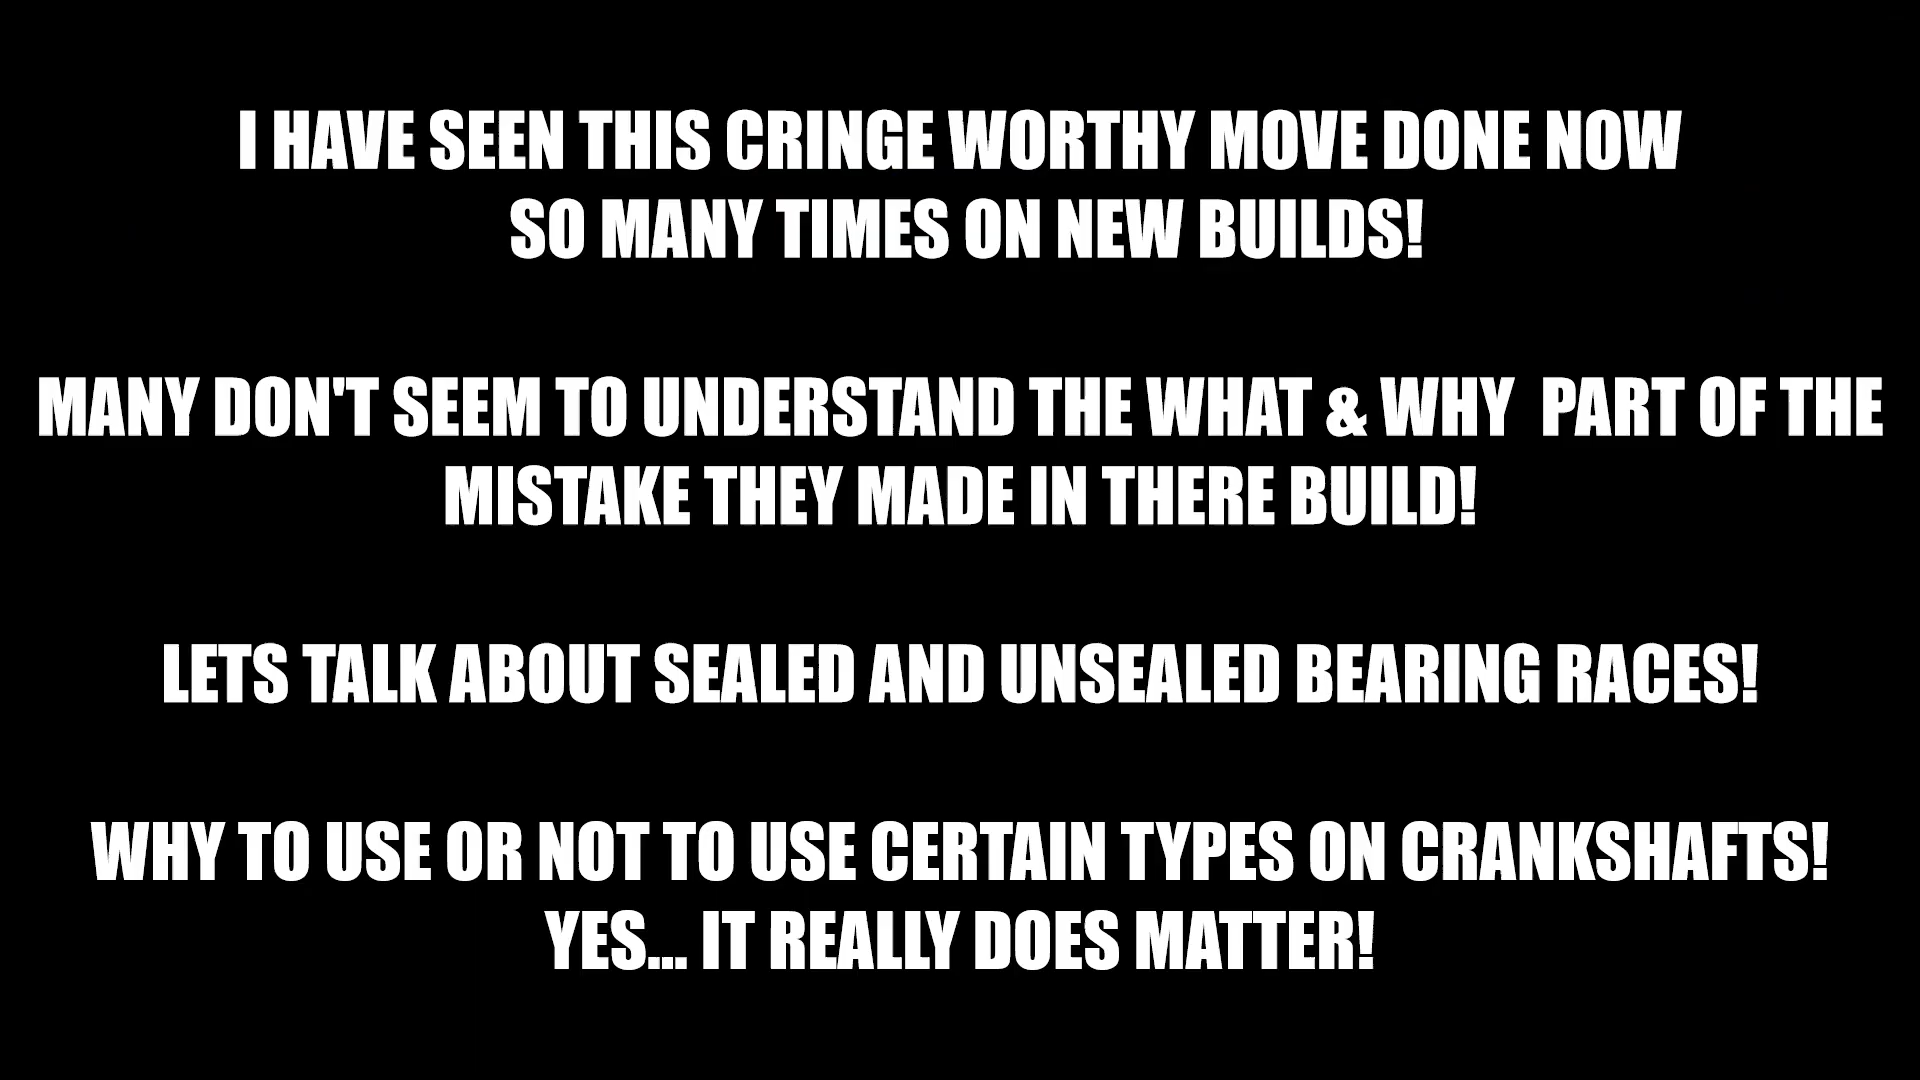 I HAVE SEEN THIS CRINGE WORTHY MOVE DONE NOW
SO MANY TIMES ON NEW BUILDS!
MANY DON'T SEEM TO UNDERSTAND THE WHAT & WHY  PART OF THE
MISTAKE THEY MADE IN THERE BUILD!
LETS TALK ABOUT SEALED AND UNSEALED BEARING RACES!
WHY TO USE OR NOT TO USE CERTAIN TYPES ON CRANKSHAFTS!
YES... IT REALLY DOES MATTER!